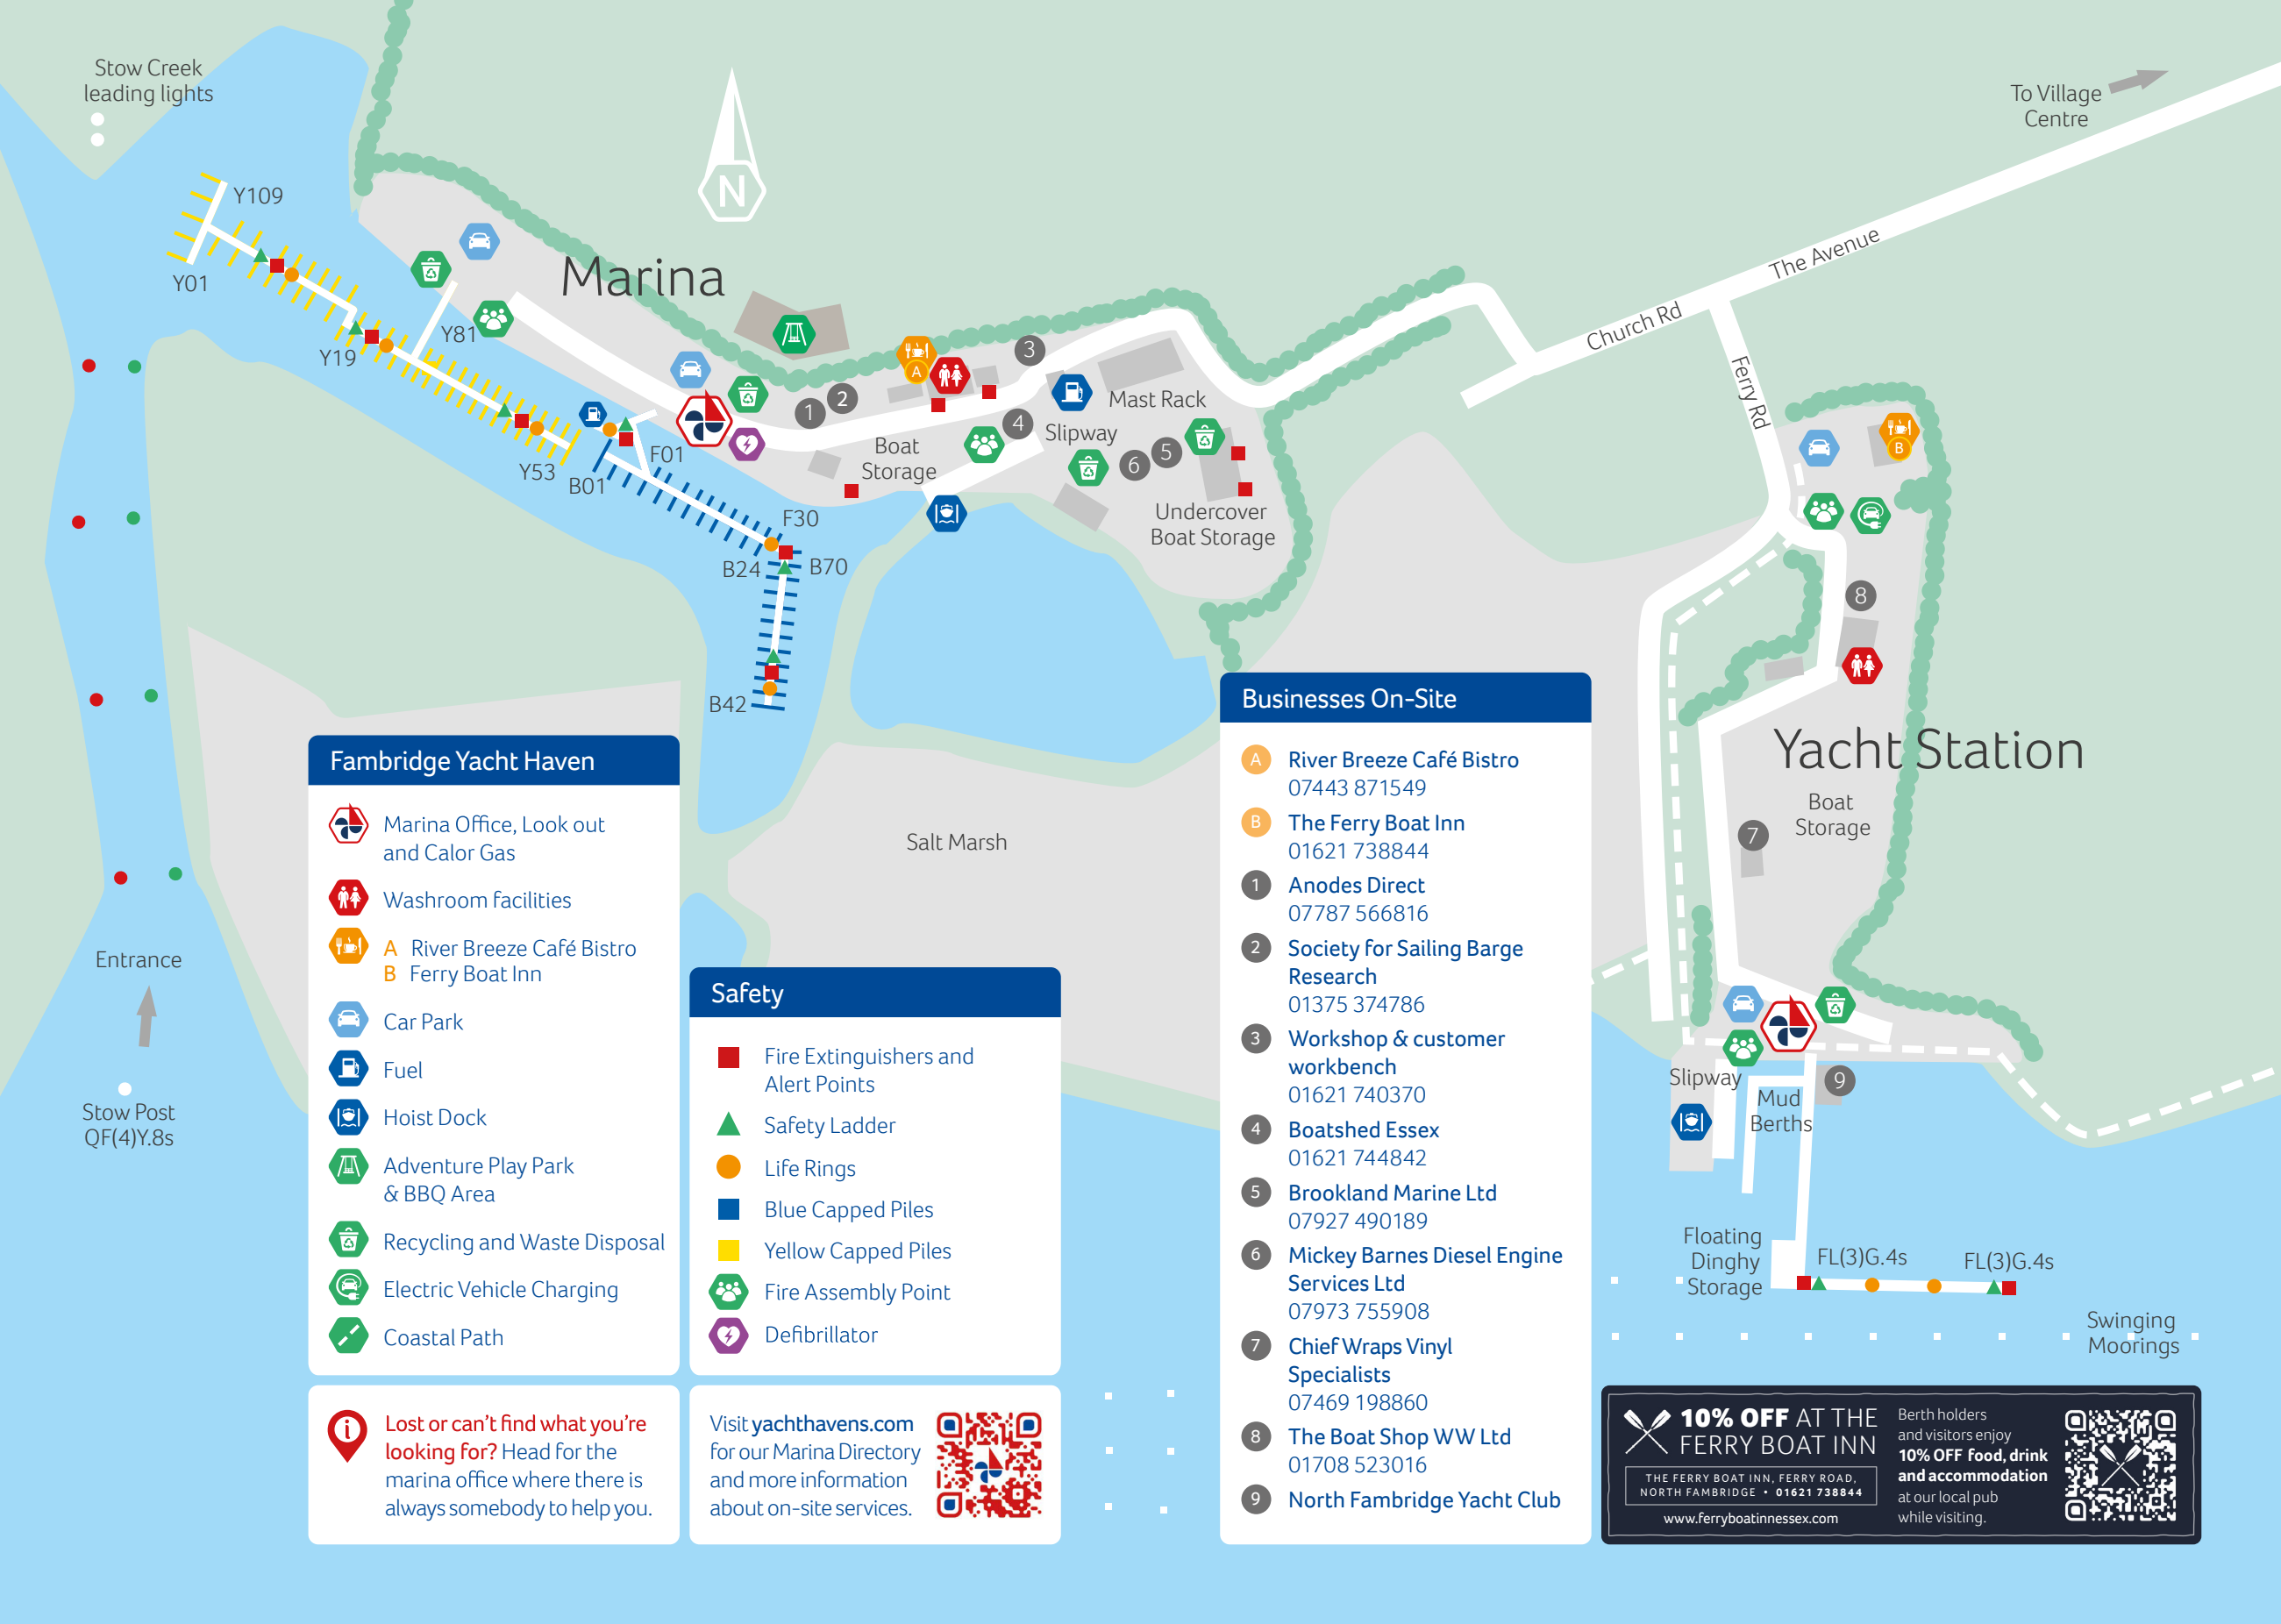 Stow Creek
leading lights
To Village
Centre
N
Y109
Y01
Marina
The Avenue
Church Rd
Ferry Rd
Y81
Y19
A
3
1
2
Mast Rack
4
Slipway
Boat
Storage
5
6
B
Y53
F01
B01
F30
B24
B70
Undercover
Boat Storage
8
B42
Yacht Station
Boat
Storage
7
Salt Marsh
Entrance
Stow Post
QF(4)Y.8s
Slipway
9
Mud
Berths
Floating
Dinghy
Storage
FL(3)G.4s
FL(3)G.4s
Swinging
Moorings
Fambridge Yacht Haven
Marina Office, Look out
and Calor Gas
Washroom facilities
A River Breeze Café Bistro
B Ferry Boat Inn
Car Park
Fuel
Hoist Dock
Adventure Play Park
& BBQ Area
Recycling and Waste Disposal
Electric Vehicle Charging
Coastal Path
Safety
Fire Extinguishers and
Alert Points
Safety Ladder
Life Rings
Blue Capped Piles
Yellow Capped Piles
Fire Assembly Point
Defibrillator
Businesses On-Site
A River Breeze Café Bistro
07443 871549
B The Ferry Boat Inn
01621 738844
1 Anodes Direct
07787 566816
2 Society for Sailing Barge
Research
01375 374786
3 Workshop & customer
workbench
01621 740370
4 Boatshed Essex
01621 744842
5 Brookland Marine Ltd
07927 490189
6 Mickey Barnes Diesel Engine
Services Ltd
07973 755908
7 Chief Wraps Vinyl
Specialists
07469 198860
8 The Boat Shop WW Ltd
01708 523016
9 North Fambridge Yacht Club
i
Lost or can't find what you're
looking for? Head for the
marina office where there is
always somebody to help you.
Visit yachthavens.com
for our Marina Directory
and more information
about on-site services.
10% OFF AT THE
FERRY BOAT INN
THE FERRY BOAT INN, FERRY ROAD,
NORTH FAMBRIDGE • 01621 738844
www.ferryboatinnessex.com
Berth holders
and visitors enjoy
10% OFF food, drink
and accommodation
at our local pub
while visiting.